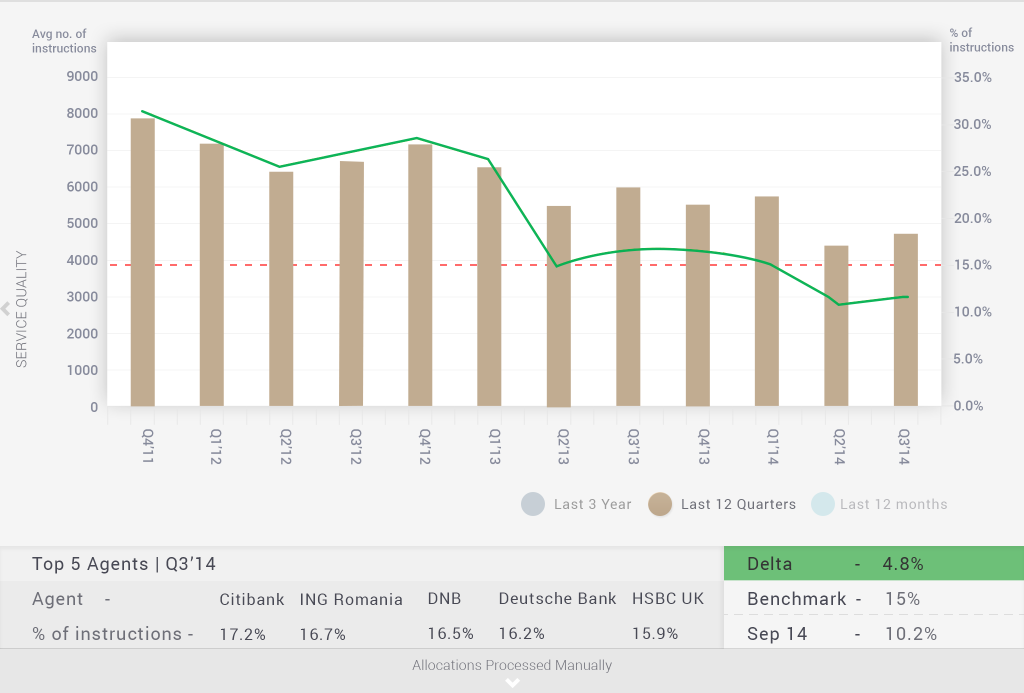 Avg no. of
instructions
% of
instructions
9000
8000
7000
6000
5000
4000
3000
2000
1000
0
35.0%
30.0%
25.0%
20.0%
15.0%
10.0%
5.0%
0.0%
SERVICE QUALITY
Q4'11
Q1'12
Q2'12
Q3'12
Q4'12
Q1'13
Q2'13
Q3'13
Q4'13
Q1'14
Q2'14
Q3'14
Last 3 Year
Last 12 Quarters
Last 12 months
Top 5 Agents | Q3’14
Agent - Citibank ING Romania DNB Deutsche Bank HSBC UK
% of instructions - 17.2% 16.7% 16.5% 16.2% 15.9%
Delta - 4.8%
Benchmark - 15%
Sep 14 - 10.2%
Allocations Processed Manually